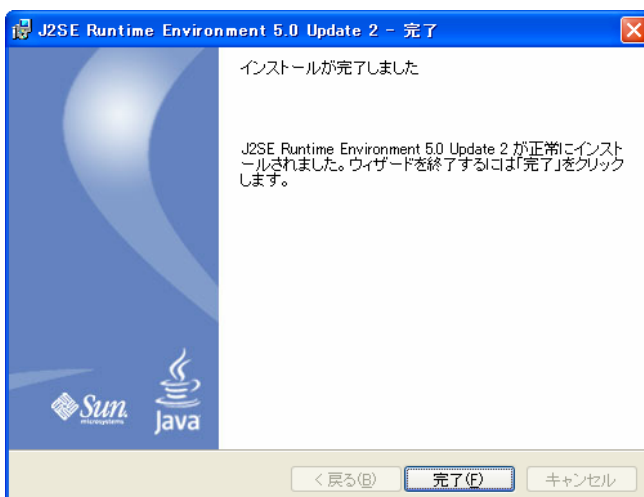 J2SE Runtime Environment 5.0 Update 2 - 完了
インストールが完了しました
J2SE Runtime Environment 5.0 Update 2 が正常にインスト
ールされました。ウィザードを終了するには「完了」をクリック
します。
Sun
microsystems
Java
< 戻る(B)
完了(F)
キャンセル